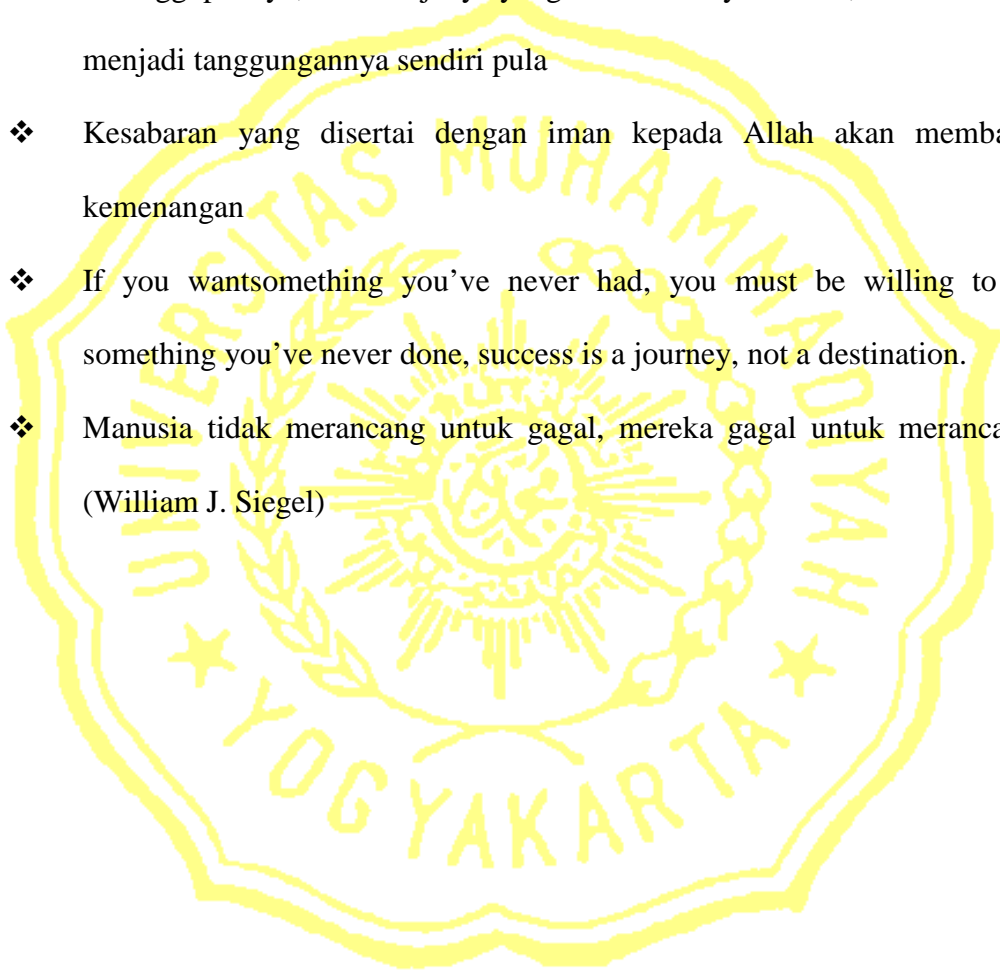 menjadi tanggungannya sendiri pula
❖ Kesabaran yang disertai dengan iman kepada Allah akan
kemenangan
❖ If you wantsomething you've never had, you must be willing to
something you've never done, success is a journey, not a destination.
❖ Manusia tidak merancang untuk gagal, mereka gagal untuk
(William J. Siegel)
UNIVERSITAS MUHAMMADIYAH
YOGYAKARTA